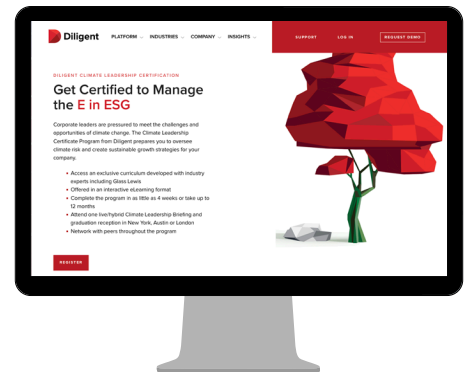 Diligent PLATFORM INDUSTRIES COMPANY INSIGHTS SUPPORT LOG IN REQUEST DEMO
DILIGENT CLIMATE LEADERSHIP CERTIFICATION
Get Certified to Manage
the E in ESG
Corporate leaders are pressured to meet the challenges and
opportunities of climate change. The Climate Leadership
Certificate Program from Diligent prepares you to oversee
climate risk and create sustainable growth strategies for your
company.
• Access an exclusive curriculum developed with industry
experts including Glass Lewis
• Offered in an interactive eLearning format
• Complete the program in as little as 4 weeks or take up to
12 months
• Attend one live/hybrid Climate Leadership Briefing and
graduation reception in New York, Austin or London
• Network with peers throughout the program
REGISTER